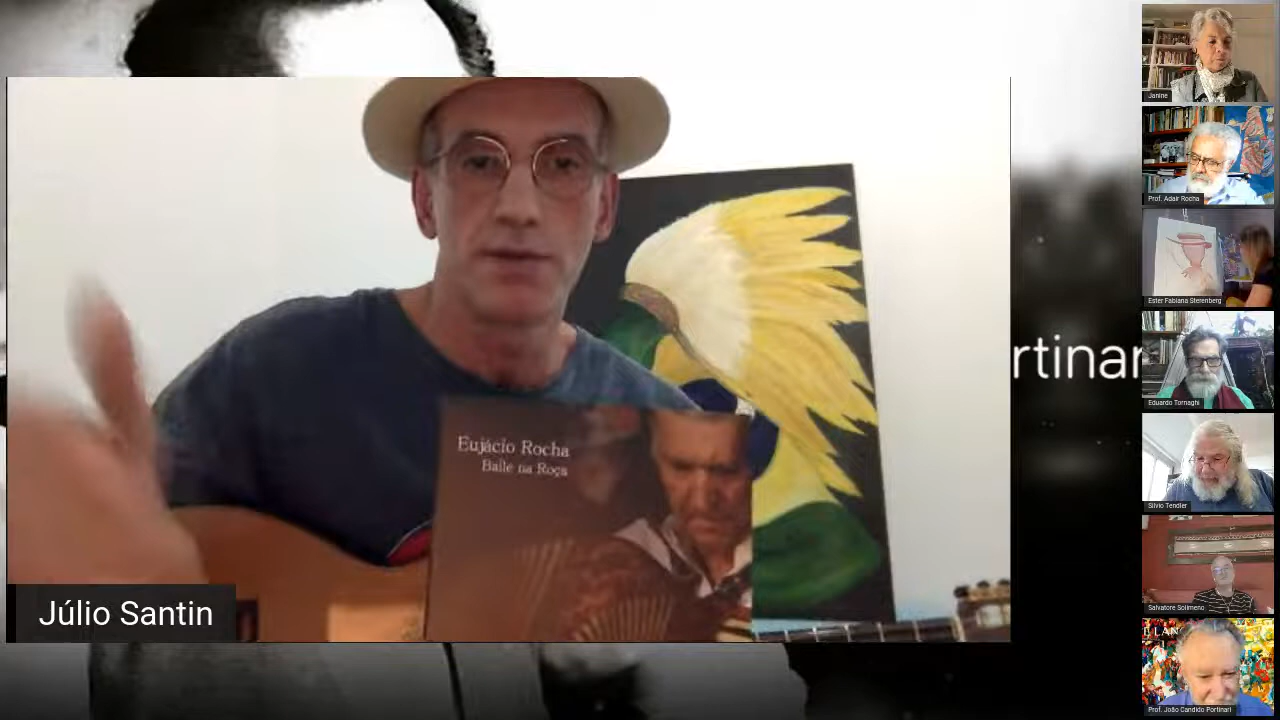 Eujácio Rocha
Baile na Roça
Júlio Santin
rtinar
Janine
Prof. Adair Rocha
Ester Fabiana Sterenberg
Eduardo Tornaghi
Silvio Tendler
Salvatore Solimeno
Prof. João Candido Portinari